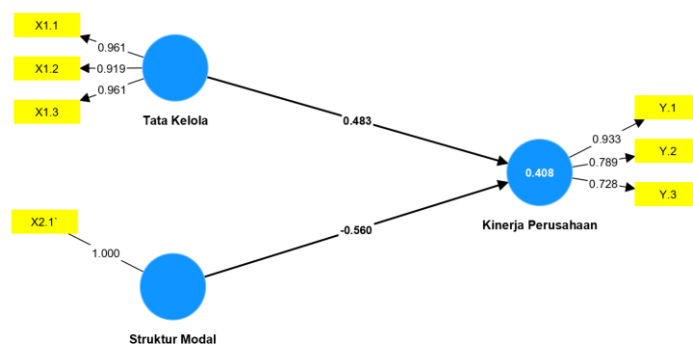 X1.1
0.961
X1.2
0.919
0.961
X1.3
Tata Kelola
0.483
Y.1
0.933
0.408
0.789
Y.2
0.728
Y.3
Kinerja Perusahaan
X2.1`
-0.560
1.000
Struktur Modal